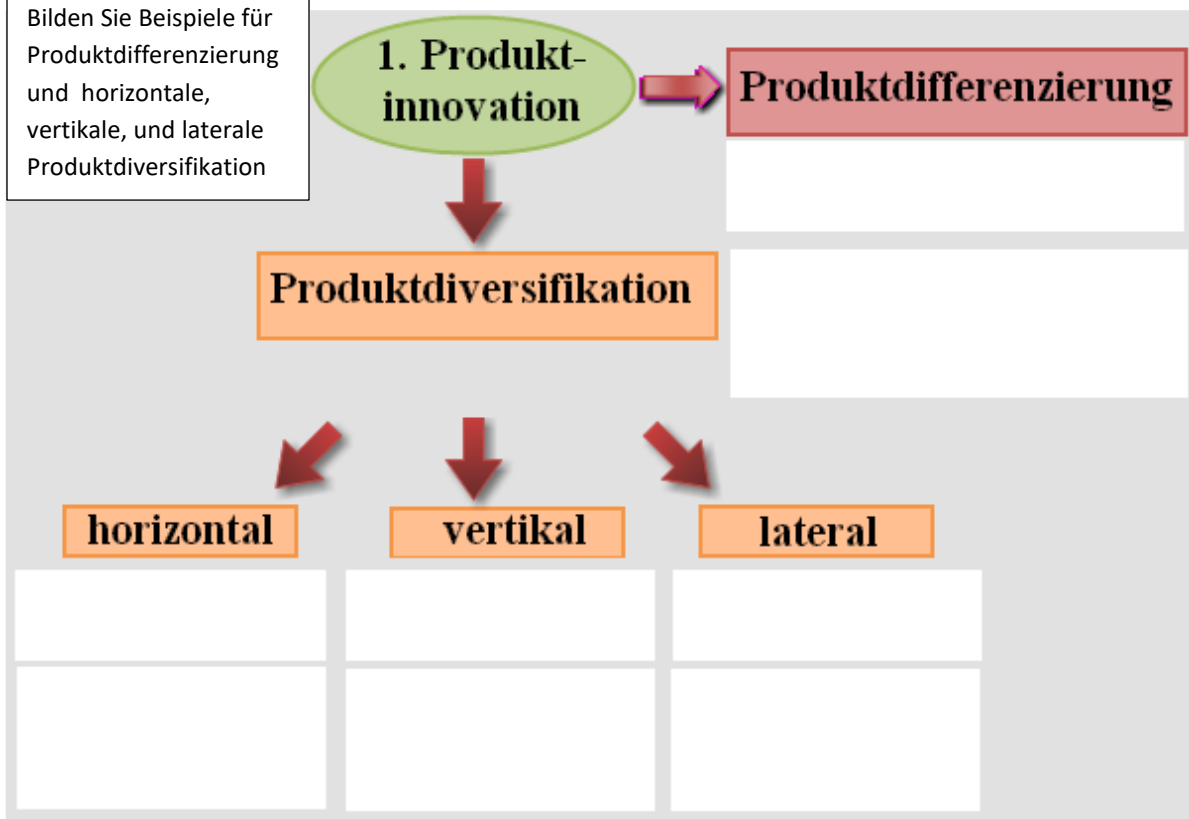 Bilden Sie Beispiele für
Produktdifferenzierung
und horizontale,
vertikale, und laterale
Produktdiversifikation
1. Produkt-
innovation
Produktdifferenzierung
Produktdiversifikation
horizontal
vertikal
lateral